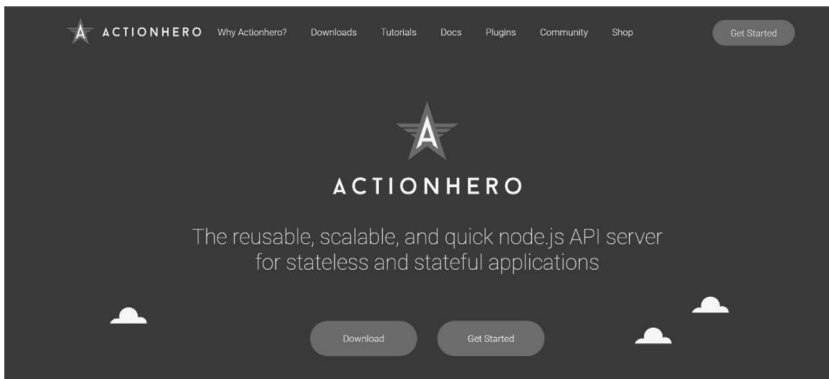 ACTIONHERO Why Actionhero? Downloads Tutorials Docs Plugins Community Shop Get Started
A
ACTIONHERO
The reusable, scalable, and quick node.js API server
for stateless and stateful applications
Download Get Started